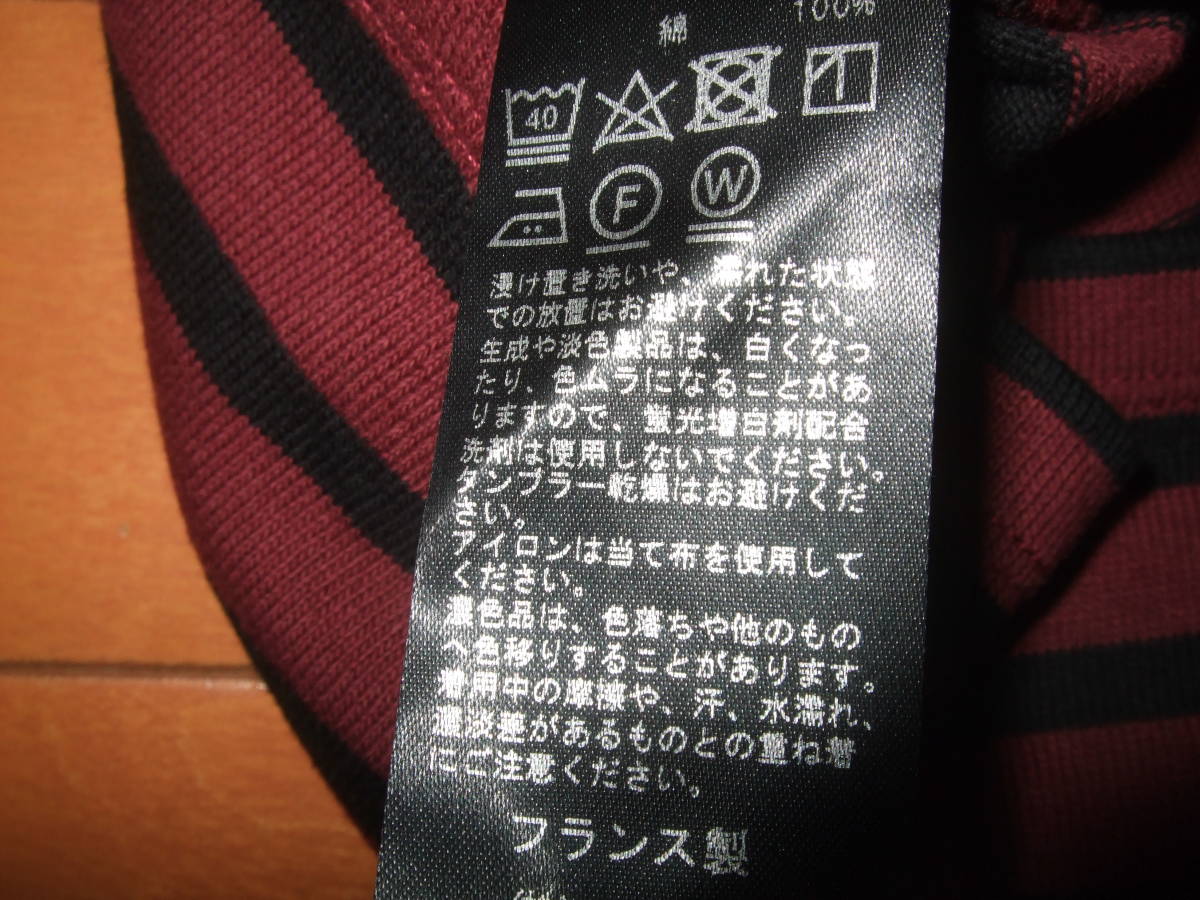 綿 100%
40
F W
浸け置き洗いや、濡れた状態
での放置はお避けください。
生成や淡色製品は、白くなっ
たり、色ムラになることがあ
りますので、蛍光増白剤配合
洗剤は使用しないでください。
タンブラー乾燥はお避けくだ
さい。
アイロンは当て布を使用して
ください。
濃色品は、色落ちや他のもの
へ色移りすることがあります。
着用中の摩擦や、汗、水濡れ、
濃淡差があるものとの重ね着
にご注意ください。
フランス製